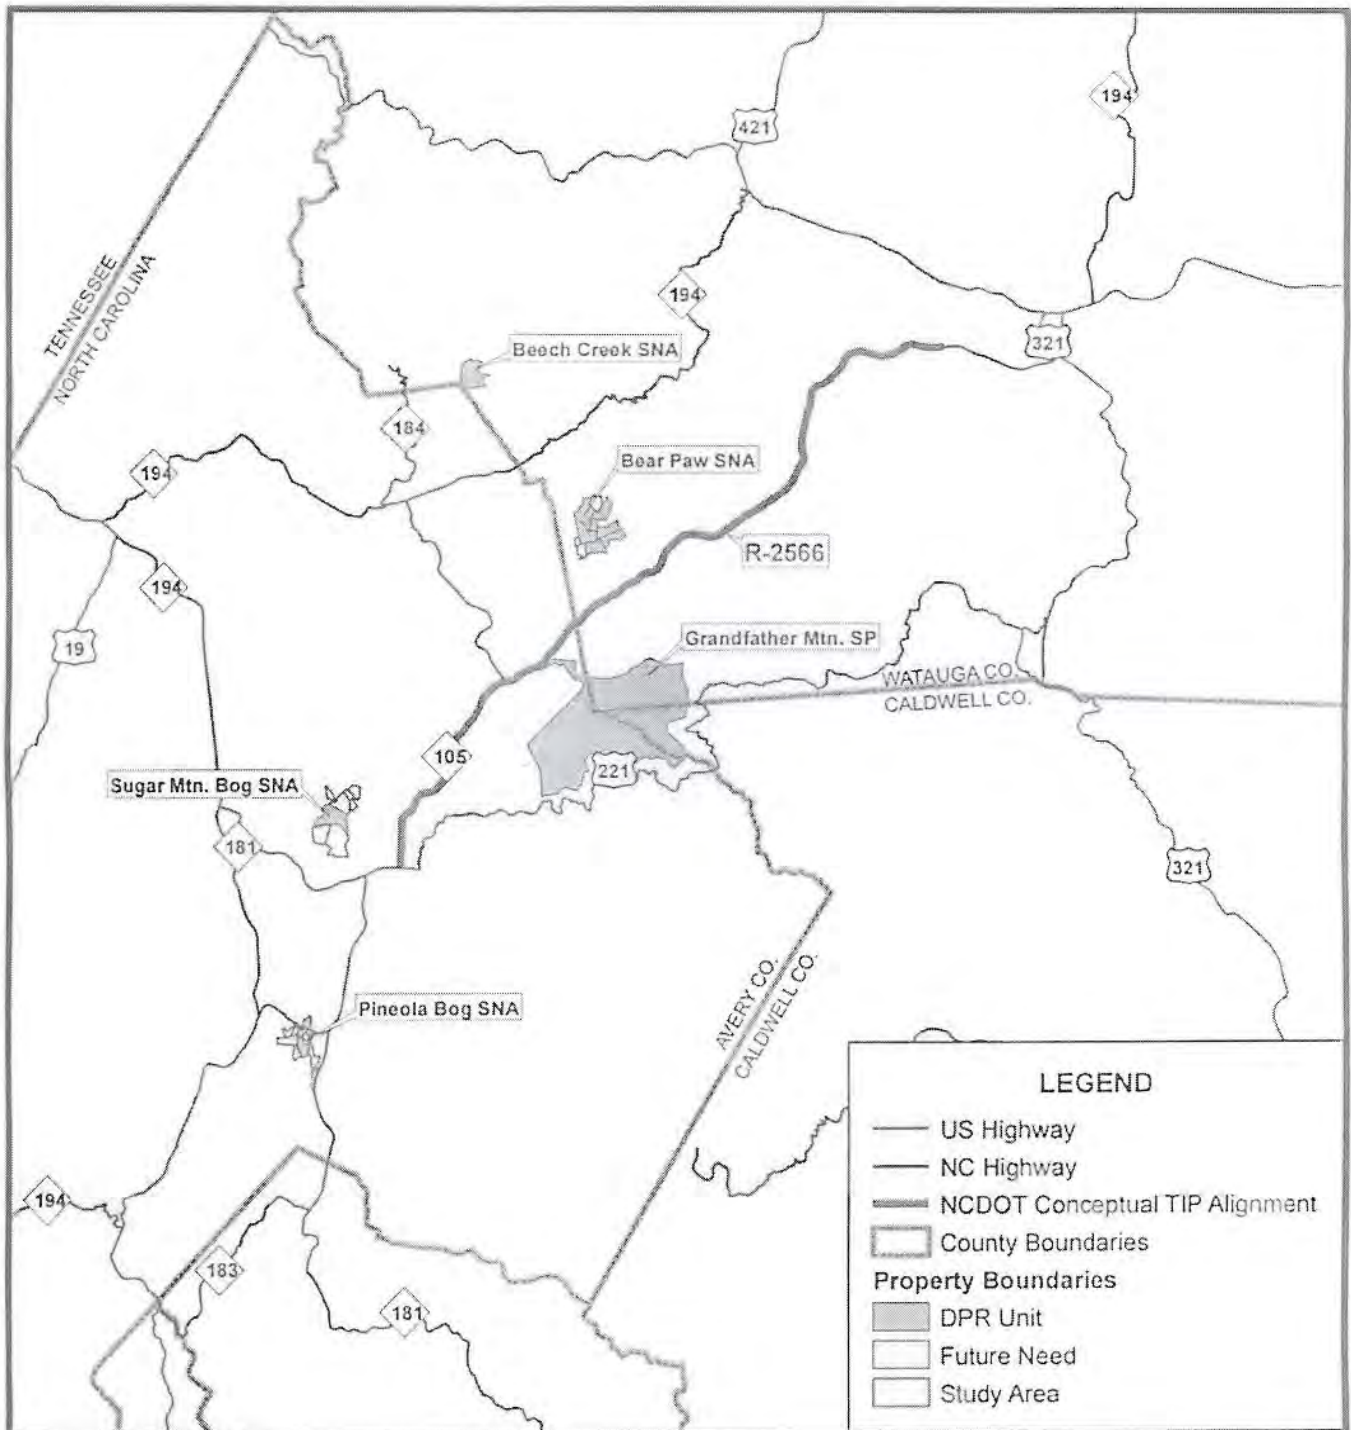 421
194
TENNESSEE
NORTH CAROLINA
194
321
Beech Creek SNA
184
194
Bear Paw SNA
R-2566
194
19
Grandfather Mtn. SP
WATAUGA CO.
CALDWELL CO.
105
221
Sugar Mtn. Bog SNA
181
321
AVERY CO.
CALDWELL CO.
Pineola Bog SNA
194
183
181
LEGEND
US Highway
NC Highway
NCDOT Conceptual TIP Alignment
County Boundaries
Property Boundaries
DPR Unit
Future Need
Study Area